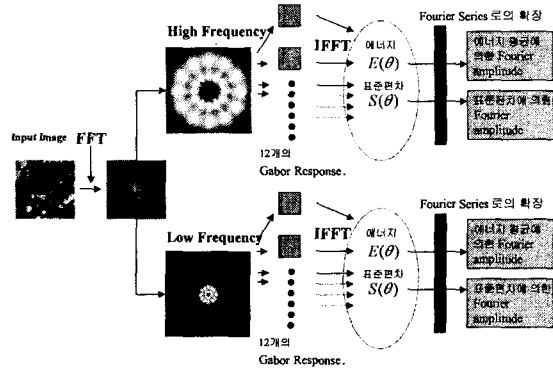 High Frequency
IFFT
에너지
E(θ)
표준편차
S(θ)
Fourier Series 로의 확장
에너지 평균에
의한 Fourier
amplitude
표준편차에 의한
Fourier
amplitude
12개의
Gabor Response.
Input Image
FFT
Low Frequency
IFFT
에너지
E(θ)
표준편차
S(θ)
Fourier Series 로의 확장
에너지 평균에
의한 Fourier
amplitude
표준편차에 의한
Fourier
amplitude
12개의
Gabor Response.